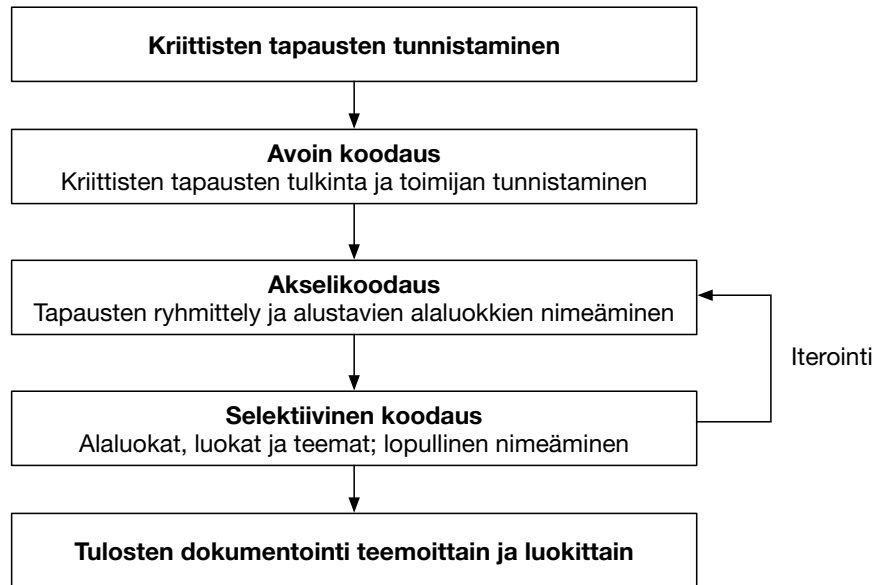 Kriittisten tapausten tunnistaminen
Avoin koodaus
Kriittisten tapausten tulkinta ja toimijan tunnistaminen
Akselikoodaus
Tapausten ryhmittely ja alustavien alaluokkien nimeäminen
Iterointi
Selektiivinen koodaus
Alaluokat, luokat ja teemat; lopullinen nimeäminen
Tulosten dokumentointi teemoittain ja luokittain